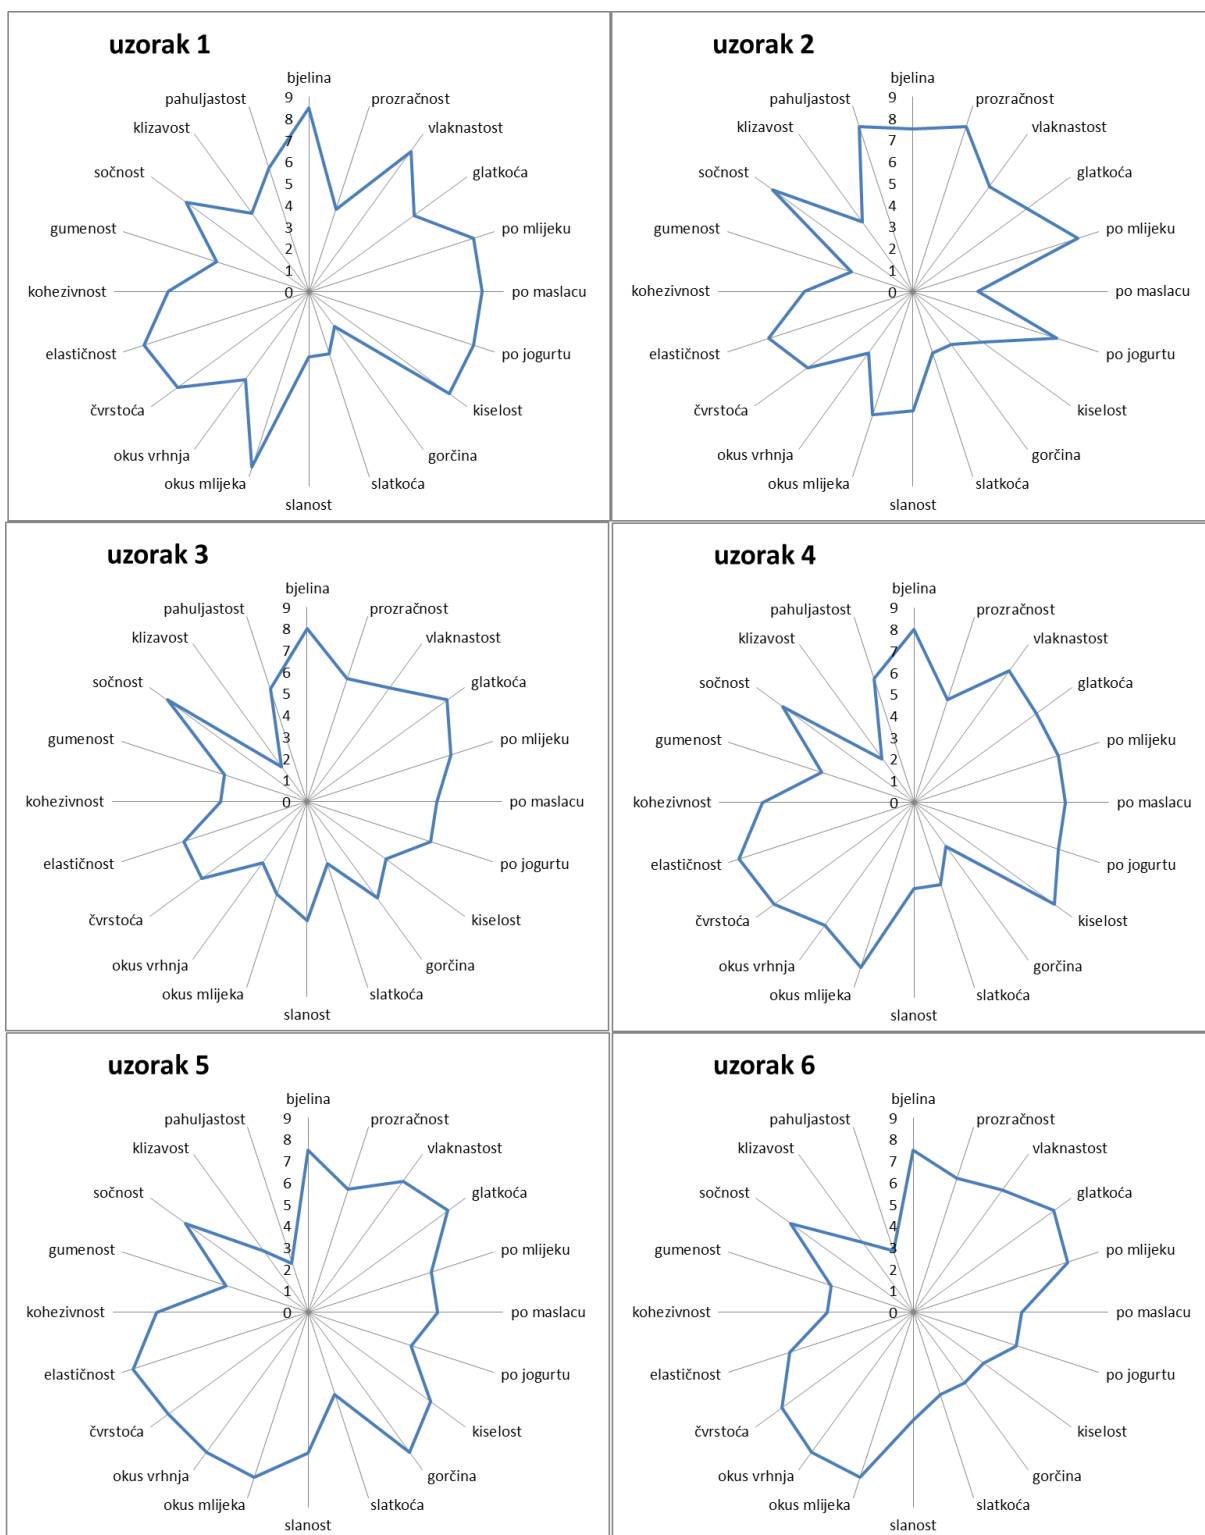 uzorak 1
bjelina
pahuljastost
prozračnost
klizavost
vlaknastost
sočnost
glatkoća
gumenost
po mlijeku
kohezivnost
po maslacu
elastičnost
po jogurtu
čvrstoća
kiselost
okus vrhnja
gorčina
okus mlijeka
slatkoća
slanost
9
8
7
6
5
4
3
2
1
0
uzorak 2
bjelina
pahuljastost
prozračnost
klizavost
vlaknastost
sočnost
glatkoća
gumenost
po mlijeku
kohezivnost
po maslacu
elastičnost
po jogurtu
čvrstoća
kiselost
okus vrhnja
gorčina
okus mlijeka
slatkoća
slanost
9
8
7
6
5
4
3
2
1
0
uzorak 3
bjelina
pahuljastost
prozračnost
klizavost
vlaknastost
sočnost
glatkoća
gumenost
po mlijeku
kohezivnost
po maslacu
elastičnost
po jogurtu
čvrstoća
kiselost
okus vrhnja
gorčina
okus mlijeka
slatkoća
slanost
9
8
7
6
5
4
3
2
1
0
uzorak 4
bjelina
pahuljastost
prozračnost
klizavost
vlaknastost
sočnost
glatkoća
gumenost
po mlijeku
kohezivnost
po maslacu
elastičnost
po jogurtu
čvrstoća
kiselost
okus vrhnja
gorčina
okus mlijeka
slatkoća
slanost
9
8
7
6
5
4
3
2
1
0
uzorak 5
bjelina
pahuljastost
prozračnost
klizavost
vlaknastost
sočnost
glatkoća
gumenost
po mlijeku
kohezivnost
po maslacu
elastičnost
po jogurtu
čvrstoća
kiselost
okus vrhnja
gorčina
okus mlijeka
slatkoća
slanost
9
8
7
6
5
4
3
2
1
0
uzorak 6
bjelina
pahuljastost
prozračnost
klizavost
vlaknastost
sočnost
glatkoća
gumenost
po mlijeku
kohezivnost
po maslacu
elastičnost
po jogurtu
čvrstoća
kiselost
okus vrhnja
gorčina
okus mlijeka
slatkoća
slanost
9
8
7
6
5
4
3
2
1
0